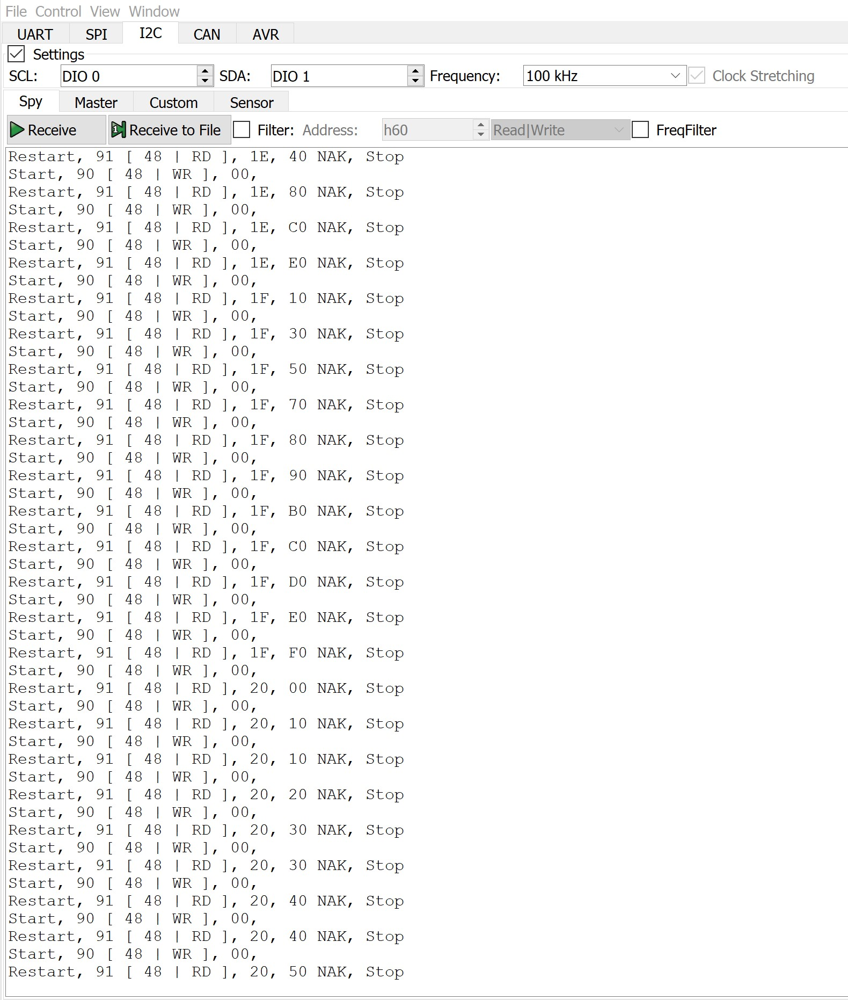 File Control View Window
UART SPI I2C CAN AVR
Settings
SCL: DIO 0 SDA: DIO 1 Frequency: 100 kHz Clock Stretching
Spy Master Custom Sensor
Receive 1 Receive to File Filter: Address: h60 Read|Write FreqFilter
Restart, 91 [ 48 | RD ], 1E, 40 NAK, Stop
Start, 90 [ 48 | WR ], 00,
Restart, 91 [ 48 | RD ], 1E, 80 NAK, Stop
Start, 90 [ 48 | WR ], 00,
Restart, 91 [ 48 | RD ], 1E, C0 NAK, Stop
Start, 90 [ 48 | WR ], 00,
Restart, 91 [ 48 | RD ], 1E, E0 NAK, Stop
Start, 90 [ 48 | WR ], 00,
Restart, 91 [ 48 | RD ], 1F, 10 NAK, Stop
Start, 90 [ 48 | WR ], 00,
Restart, 91 [ 48 | RD ], 1F, 30 NAK, Stop
Start, 90 [ 48 | WR ], 00,
Restart, 91 [ 48 | RD ], 1F, 50 NAK, Stop
Start, 90 [ 48 | WR ], 00,
Restart, 91 [ 48 | RD ], 1F, 70 NAK, Stop
Start, 90 [ 48 | WR ], 00,
Restart, 91 [ 48 | RD ], 1F, 80 NAK, Stop
Start, 90 [ 48 | WR ], 00,
Restart, 91 [ 48 | RD ], 1F, 90 NAK, Stop
Start, 90 [ 48 | WR ], 00,
Restart, 91 [ 48 | RD ], 1F, B0 NAK, Stop
Start, 90 [ 48 | WR ], 00,
Restart, 91 [ 48 | RD ], 1F, C0 NAK, Stop
Start, 90 [ 48 | WR ], 00,
Restart, 91 [ 48 | RD ], 1F, D0 NAK, Stop
Start, 90 [ 48 | WR ], 00,
Restart, 91 [ 48 | RD ], 1F, E0 NAK, Stop
Start, 90 [ 48 | WR ], 00,
Restart, 91 [ 48 | RD ], 1F, F0 NAK, Stop
Start, 90 [ 48 | WR ], 00,
Restart, 91 [ 48 | RD ], 20, 00 NAK, Stop
Start, 90 [ 48 | WR ], 00,
Restart, 91 [ 48 | RD ], 20, 10 NAK, Stop
Start, 90 [ 48 | WR ], 00,
Restart, 91 [ 48 | RD ], 20, 10 NAK, Stop
Start, 90 [ 48 | WR ], 00,
Restart, 91 [ 48 | RD ], 20, 20 NAK, Stop
Start, 90 [ 48 | WR ], 00,
Restart, 91 [ 48 | RD ], 20, 30 NAK, Stop
Start, 90 [ 48 | WR ], 00,
Restart, 91 [ 48 | RD ], 20, 30 NAK, Stop
Start, 90 [ 48 | WR ], 00,
Restart, 91 [ 48 | RD ], 20, 40 NAK, Stop
Start, 90 [ 48 | WR ], 00,
Restart, 91 [ 48 | RD ], 20, 40 NAK, Stop
Start, 90 [ 48 | WR ], 00,
Restart, 91 [ 48 | RD ], 20, 50 NAK, Stop